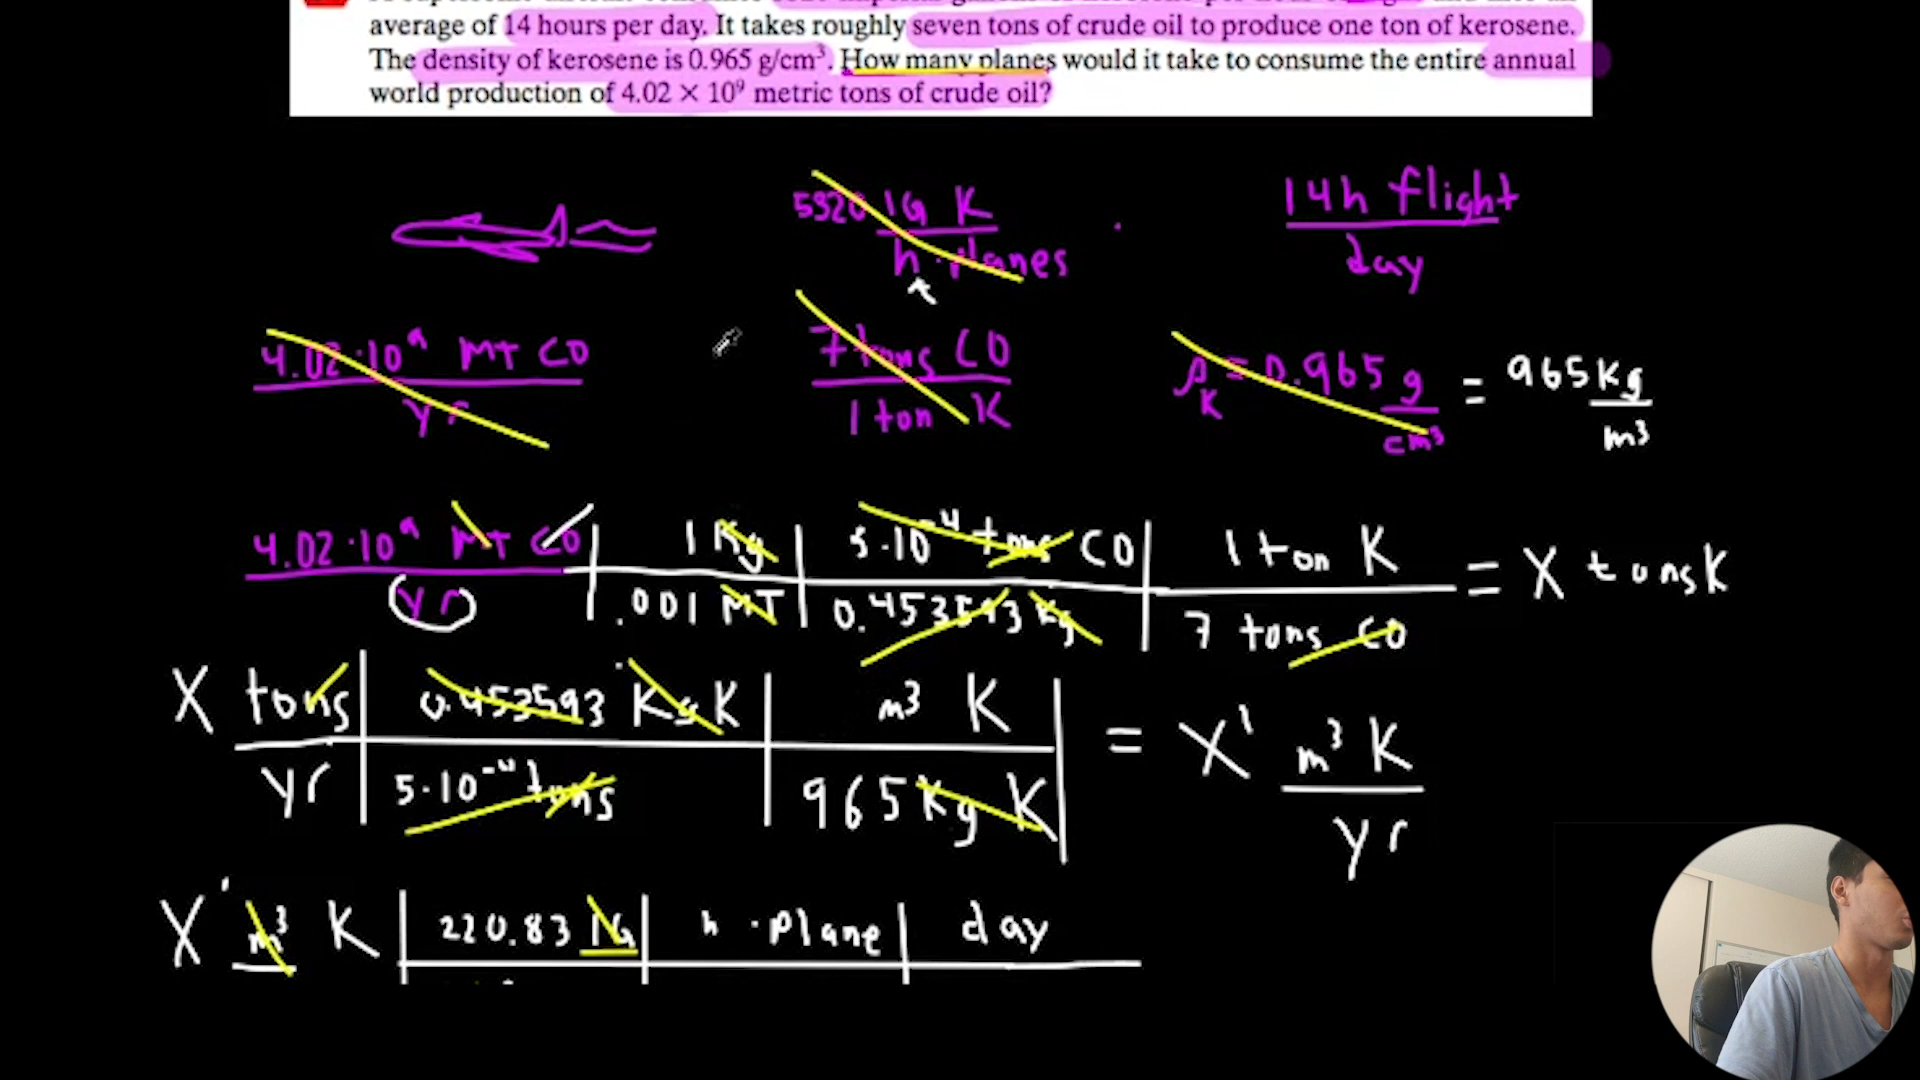 average of 14 hours per day. It takes roughly seven tons of crude oil to produce one ton of kerosene.
The density of kerosene is 0.965 g/cm³. How many planes would it take to consume the entire annual
world production of 4.02 × 10⁹ metric tons of crude oil?
5920 IG K
h · planes
·
14h flight
day
4.02·10⁹ MT CO
yr
7 tons CO
1 ton K
ρK = 0.965 g
cm³
= 965 Kg
m³
4.02·10⁹ MT CO | 1 Kg | 5·10⁻⁴ tons CO | 1 ton K = X tons K
yr | .001 MT | 0.453593 Kg | 7 tons CO
X tons | 0.453593 Kg K | m³ K | = X' m³ K
yr | 5·10⁻⁴ tons | 965 Kg K | yr
X' m³ K | 220.83 IG | h · plane | day